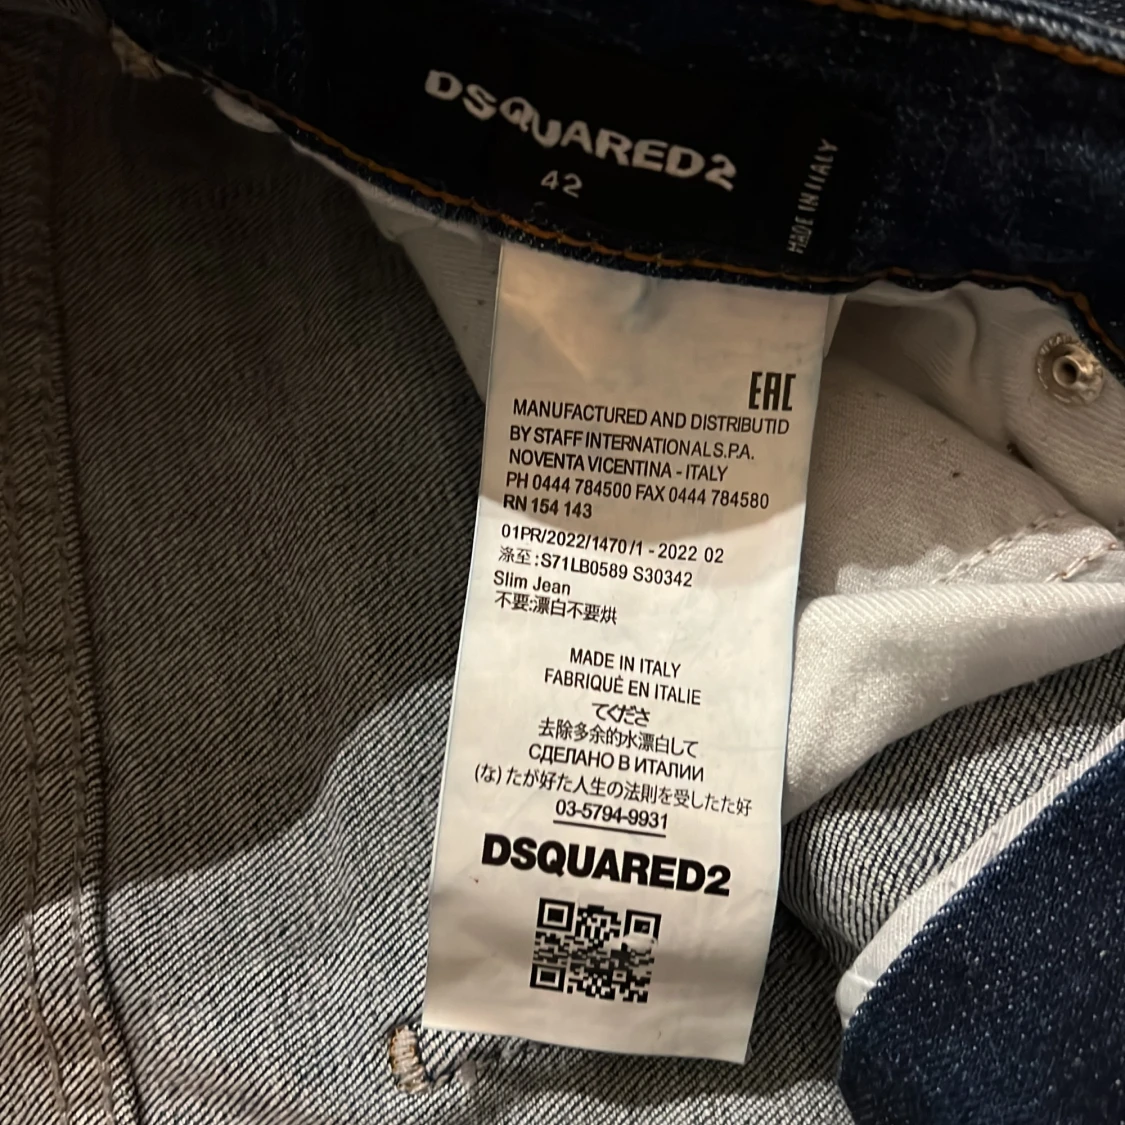 DSQUARED2
42
MADE IN ITALY
EAC
MANUFACTURED AND DISTRIBUTID
BY STAFF INTERNATIONAL S.P.A.
NOVENTA VICENTINA - ITALY
PH 0444 784500 FAX 0444 784580
RN 154 143
01PR/2022/1470/1 - 2022 02
涤至:S71LB0589 S30342
Slim Jean
不要:漂白不要烘
MADE IN ITALY
FABRIQUÉ EN ITALIE
てくださ
去除多余的水漂白して
СДЕЛАНО В ИТАЛИИ
(な)たが好た人生の法則を受したた好
03-5794-9931
DSQUARED2